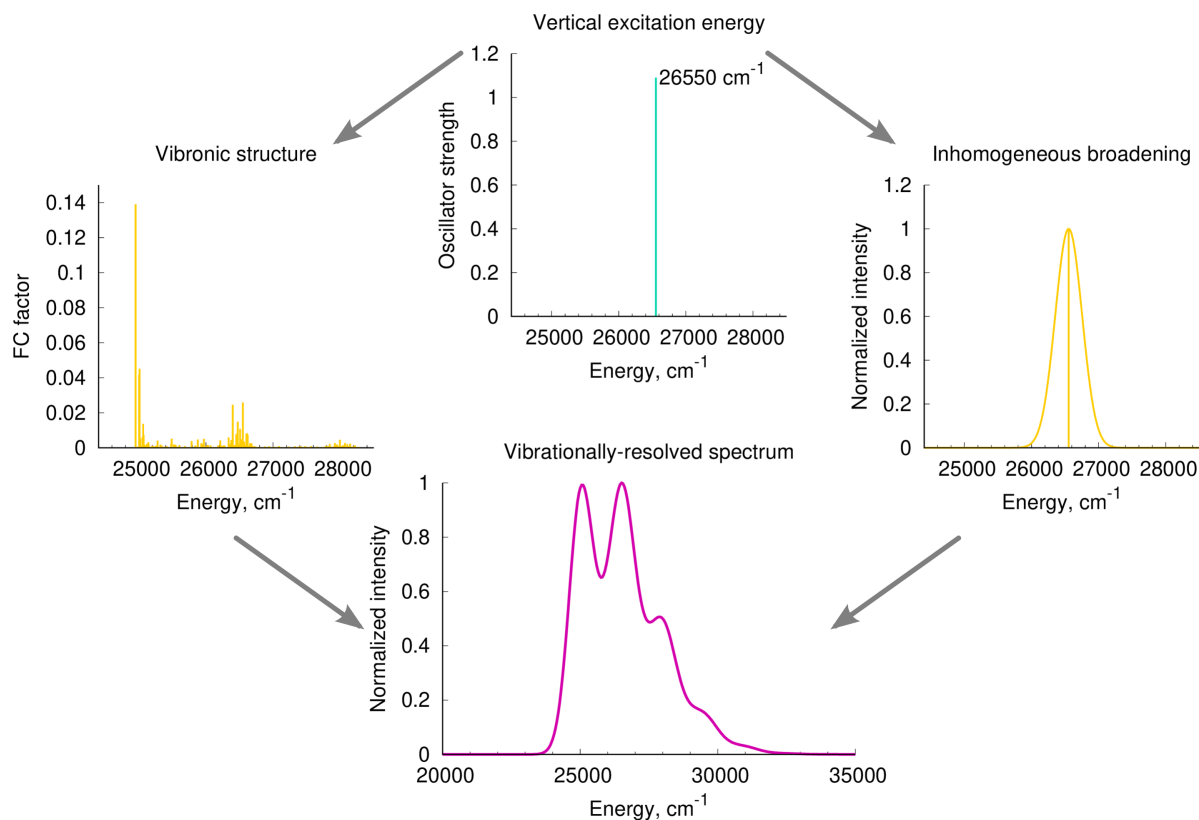 Vertical excitation energy
1.2
1
0.8
0.6
0.4
0.2
0
26550 cm⁻¹
Oscillator strength
25000 26000 27000 28000
Energy, cm⁻¹
Vibronic structure
0.14
0.12
0.1
0.08
0.06
0.04
0.02
0
FC factor
25000 26000 27000 28000
Energy, cm⁻¹
Inhomogeneous broadening
1.2
1
0.8
0.6
0.4
0.2
0
Normalized intensity
25000 26000 27000 28000
Energy, cm⁻¹
Vibrationally-resolved spectrum
1
0.8
0.6
0.4
0.2
0
Normalized intensity
20000 25000 30000 35000
Energy, cm⁻¹